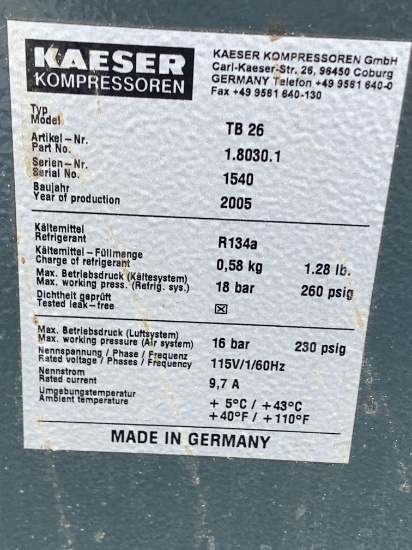 KAESER
KOMPRESSOREN
KAESER KOMPRESSOREN GmbH
Carl-Kaeser-Str. 26, 96450 Coburg
GERMANY Telefon +49 9561 640-0
Fax +49 9561 640-130
Typ
Model TB 26
Artikel-Nr.
Part No. 1.8030.1
Serien-Nr.
Serial No. 1540
Baujahr
Year of production 2005
Kältemittel
Refrigerant R134a
Kältemittel-Füllmenge
Charge of refrigerant 0,58 kg 1.28 lb.
Max. Betriebsdruck (Kältesystem)
Max. working press. (Refrig. sys.) 18 bar 260 psig
Dichtheit geprüft
Tested leak-free ☒
Max. Betriebsdruck (Luftsystem)
Max. working pressure (Air system) 16 bar 230 psig
Nennspannung / Phase / Frequenz
Rated voltage / Phases / Frequency 115V/1/60Hz
Nennstrom
Rated current 9,7 A
Umgebungstemperatur
Ambient temperature + 5°C / +43°C
+40°F / +110°F
MADE IN GERMANY